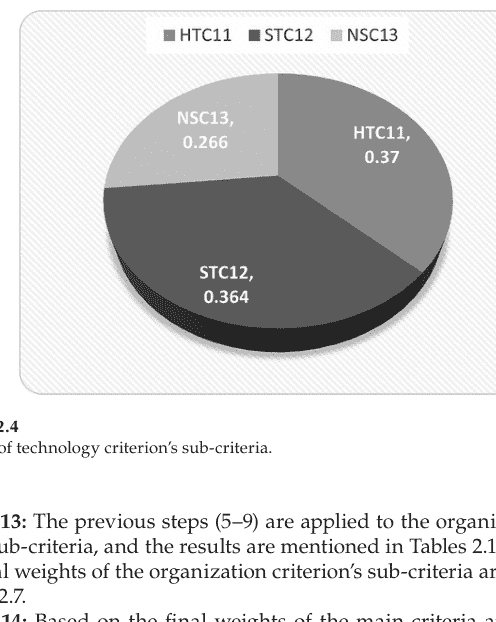 HTC11 STC12 NSC13
NSC13,
0.266
HTC11,
0.37
STC12,
0.364
2.4
of technology criterion's sub-criteria.
13: The previous steps (5–9) are applied to the organi
ub-criteria, and the results are mentioned in Tables 2.1
al weights of the organization criterion's sub-criteria ar
2.7.
14: Based on the final weights of the main criteria a